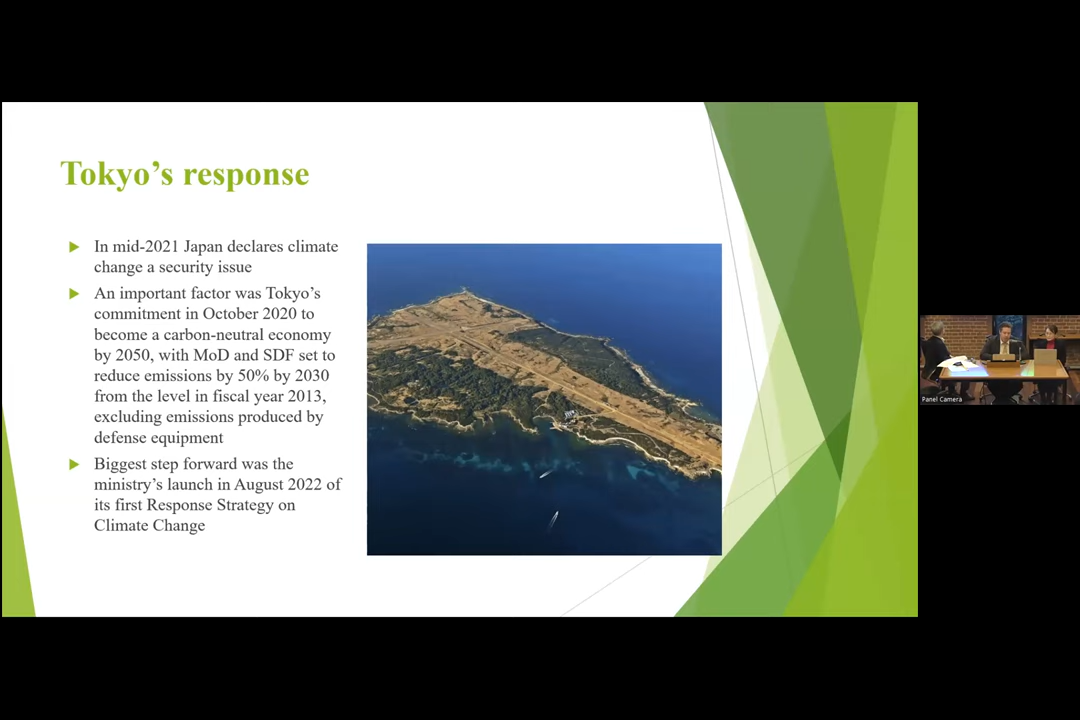 Tokyo’s response
In mid-2021 Japan declares climate
change a security issue
An important factor was Tokyo’s
commitment in October 2020 to
become a carbon-neutral economy
by 2050, with MoD and SDF set to
reduce emissions by 50% by 2030
from the level in fiscal year 2013,
excluding emissions produced by
defense equipment
Biggest step forward was the
ministry’s launch in August 2022 of
its first Response Strategy on
Climate Change
Panel Camera